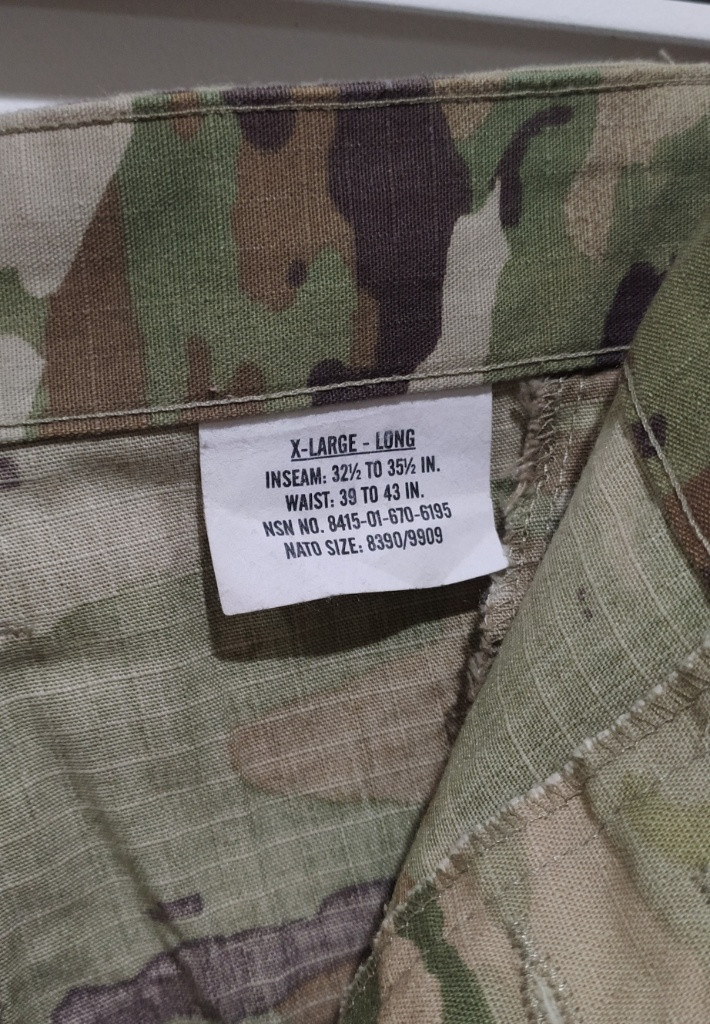 X-LARGE - LONG
INSEAM: 32½ TO 35½ IN.
WAIST: 39 TO 43 IN.
NSN NO. 8415-01-670-6195
NATO SIZE: 8390/9909